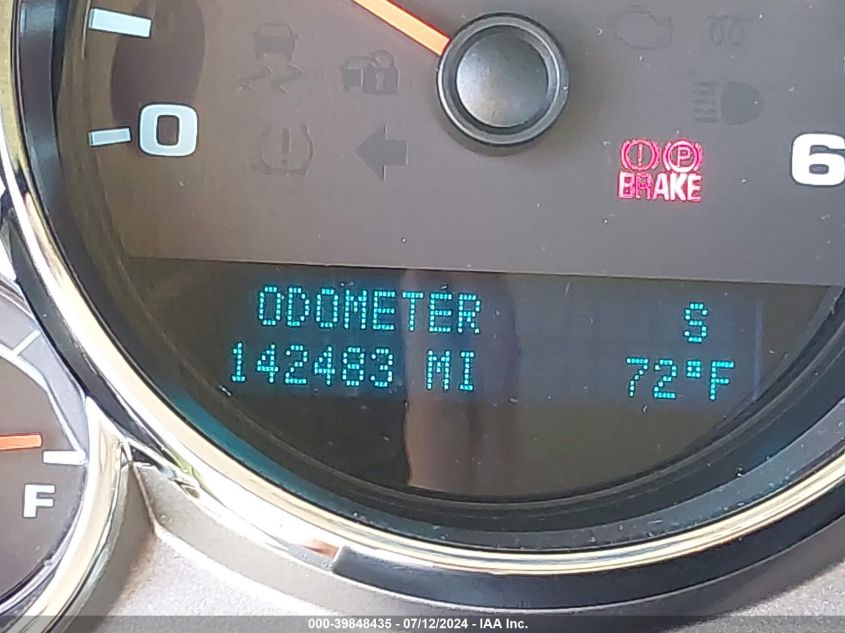 0
6
(!) (P)
BRAKE
ODOMETER S
142483 MI 72°F
F
000-39848435 - 07/12/2024 - IAA Inc.